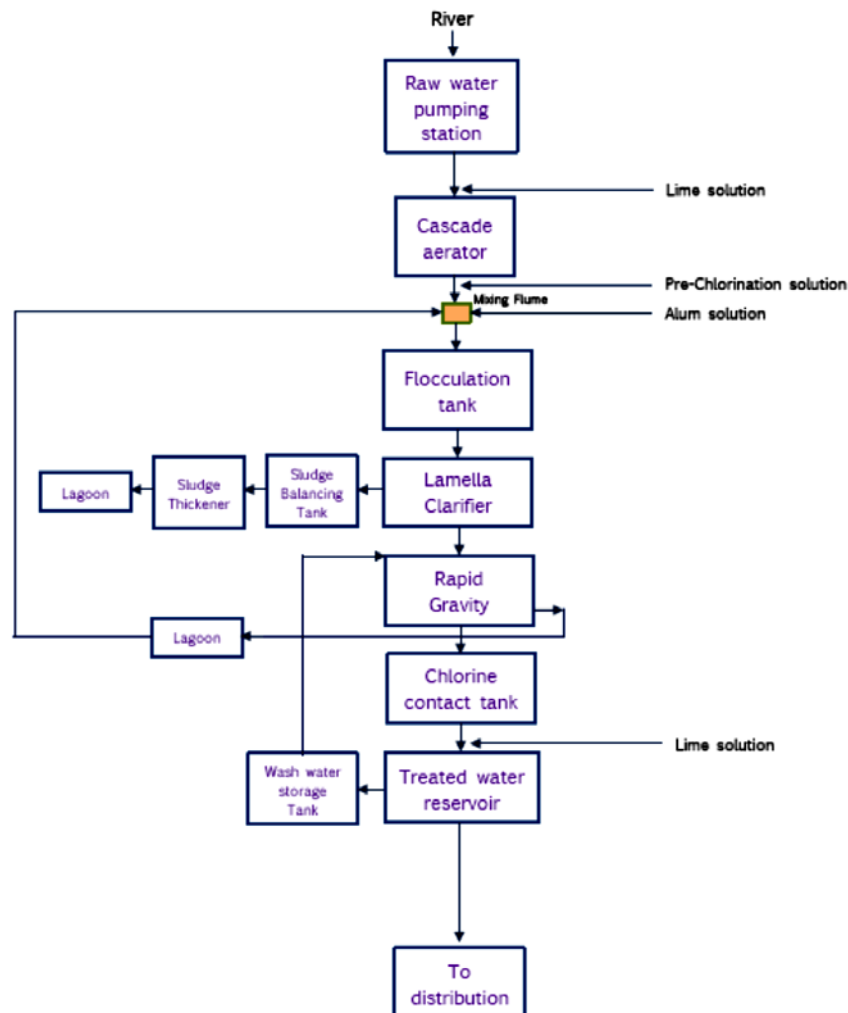 River
Raw water
pumping
station
Lime solution
Cascade
aerator
Pre-Chlorination solution
Mixing Flume
Alum solution
Flocculation
tank
Lamella
Clarifier
Sludge
Balancing
Tank
Sludge
Thickener
Lagoon
Rapid
Gravity
Lagoon
Chlorine
contact tank
Lime solution
Treated water
reservoir
Wash water
storage
Tank
To
distribution